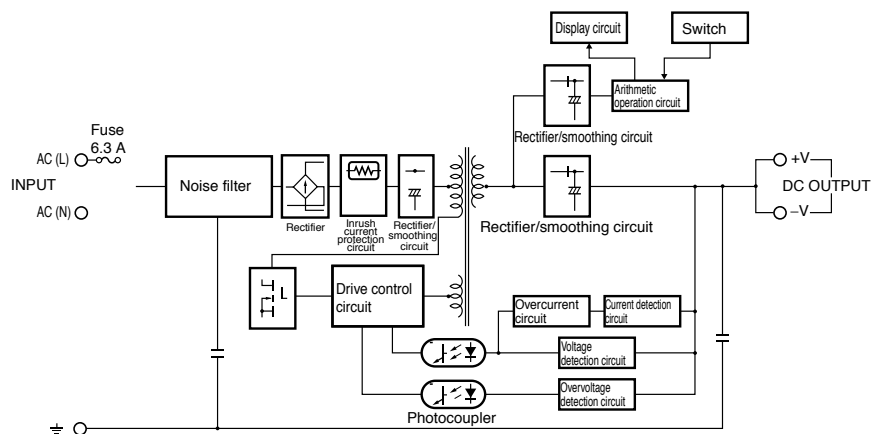 Display circuit
Switch
Arithmetic
operation circuit
Rectifier/smoothing circuit
Fuse
6.3 A
AC (L)
INPUT
AC (N)
Noise filter
Rectifier
Inrush
current
protection
circuit
Rectifier/
smoothing
circuit
Rectifier/smoothing circuit
+V
DC OUTPUT
−V
Drive control
circuit
Overcurrent
circuit
Current detection
circuit
Voltage
detection circuit
Overvoltage
detection circuit
Photocoupler